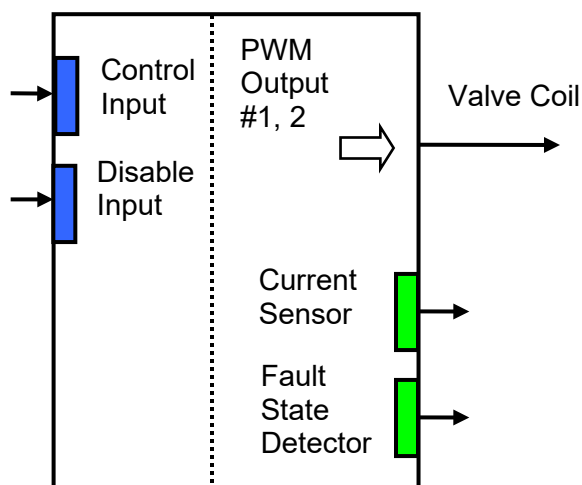 Control
Input
Disable
Input
PWM
Output
#1, 2
Valve Coil
Current
Sensor
Fault
State
Detector